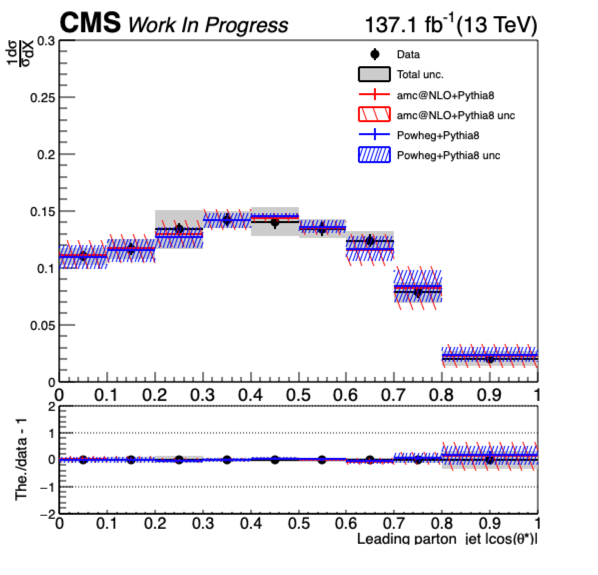 CMS Work In Progress 137.1 fb⁻¹(13 TeV)
1dσ
σdX
0.3
0.25
0.2
0.15
0.1
0.05
0
Data
Total unc.
amc@NLO+Pythia8
amc@NLO+Pythia8 unc
Powheg+Pythia8
Powheg+Pythia8 unc
0 0.1 0.2 0.3 0.4 0.5 0.6 0.7 0.8 0.9 1
The./data - 1
2
1
0
−1
−2
0 0.1 0.2 0.3 0.4 0.5 0.6 0.7 0.8 0.9 1
Leading parton jet |cos(θ*)|